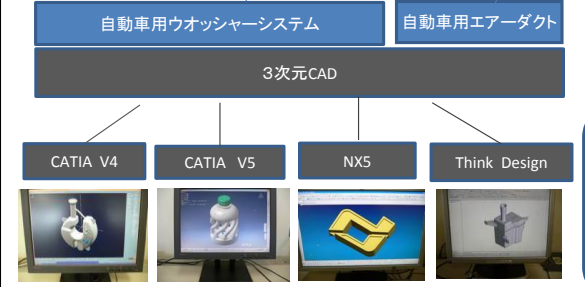 自動車用ウオッシャーシステム
自動車用エアーダクト
３次元CAD
CATIA V4
CATIA V5
NX5
Think Design